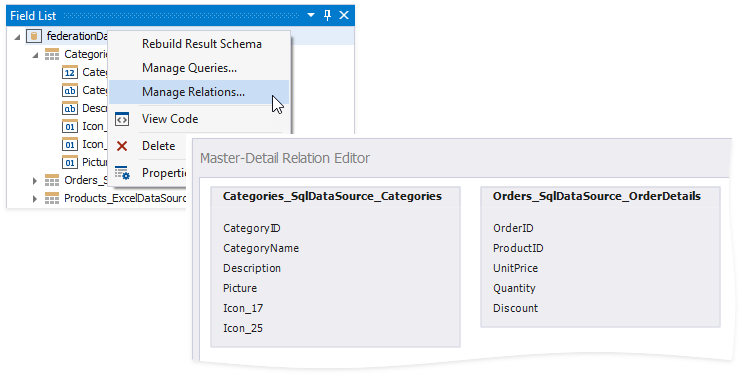 Field List
federationDa
Categorie
12 Categ
ab Categ
ab Descr
01 Icon_
01 Icon_
01 Pictur
Orders_S
Products_ExcelDataSour
Rebuild Result Schema
Manage Queries...
Manage Relations...
View Code
Delete
Properti
Master-Detail Relation Editor
Categories_SqlDataSource_Categories
CategoryID
CategoryName
Description
Picture
Icon_17
Icon_25
Orders_SqlDataSource_OrderDetails
OrderID
ProductID
UnitPrice
Quantity
Discount